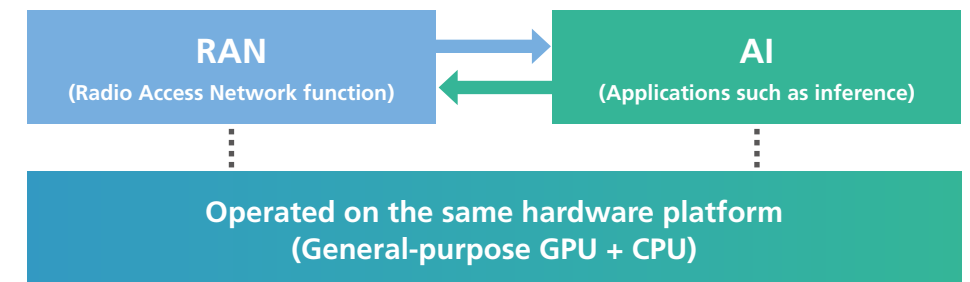 RAN
(Radio Access Network function)
AI
(Applications such as inference)
Operated on the same hardware platform
(General-purpose GPU + CPU)